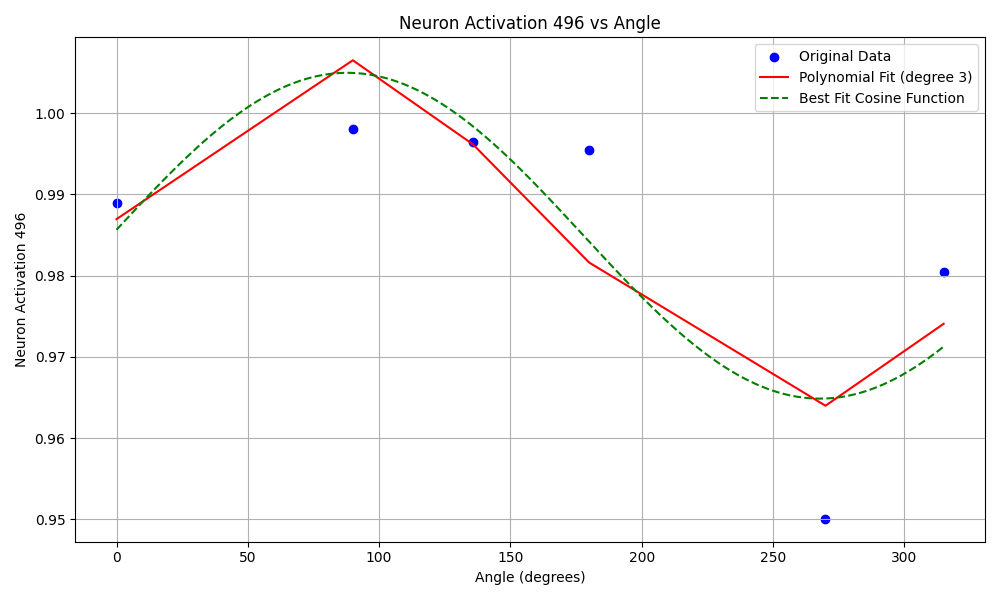 Neuron Activation 496 vs Angle
Original Data
Polynomial Fit (degree 3)
Best Fit Cosine Function
Neuron Activation 496
1.00
0.99
0.98
0.97
0.96
0.95
0
50
100
150
200
250
300
Angle (degrees)